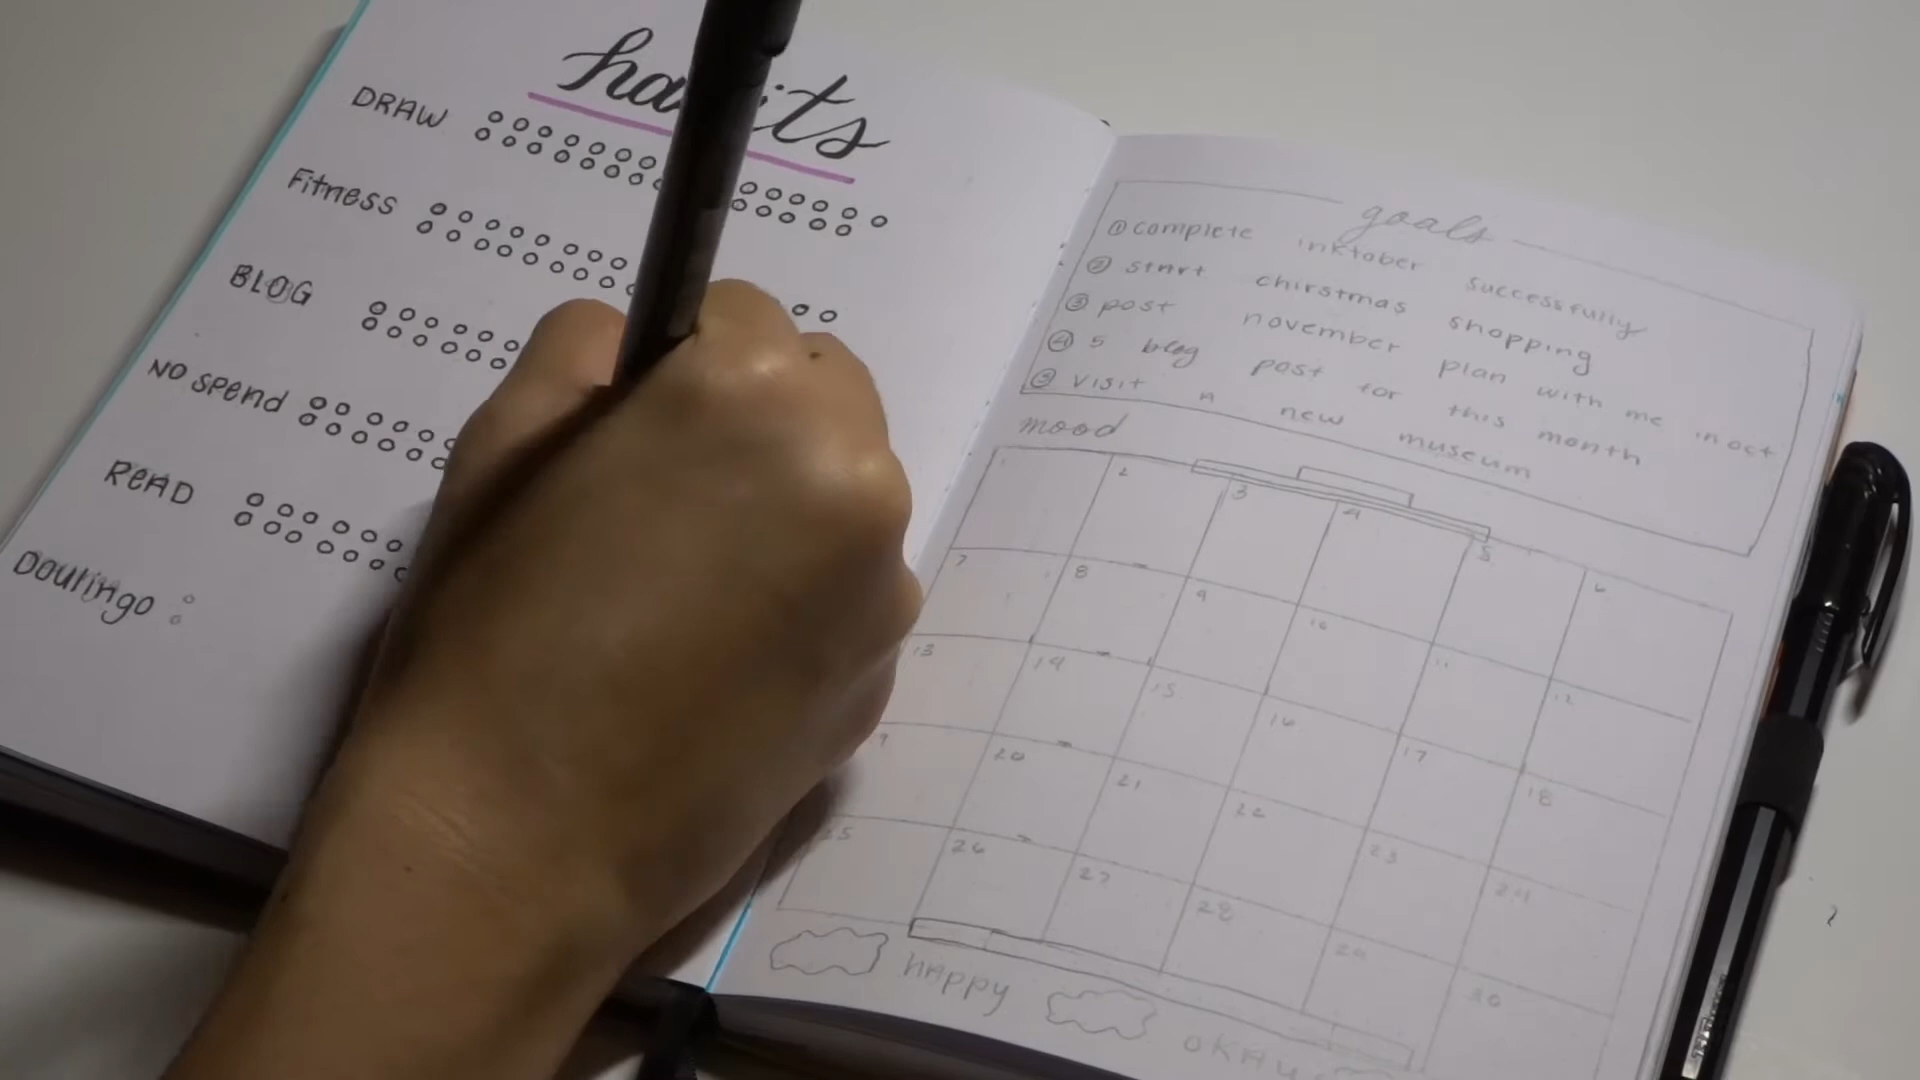 habits
DRAW
Fitness
BLOG
NO Spend
READ
Doulingo
goals
① complete inktober successfully
② start chirstmas shopping
③ post november plan with me in oct
④ 5 blog post for this month
⑤ visit a new museum
mood
1 2 3 4 5 6
7 8 9 10 11 12
13 14 15 16 17 18
20 21 22 23 24
25 26 27 28 29 30
happy
okay